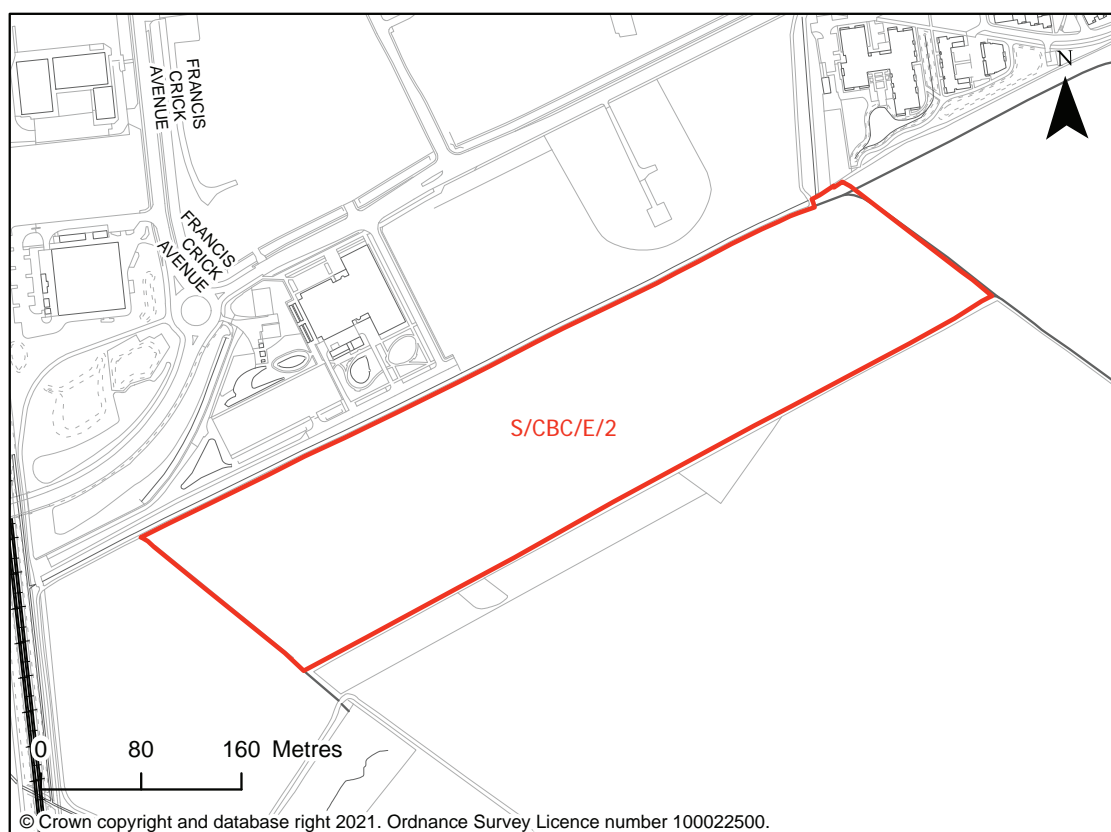 FRANCIS
CRICK
AVENUE
FRANCIS
CRICK
AVENUE
N
S/CBC/E/2
0 80 160 Metres
© Crown copyright and database right 2021. Ordnance Survey Licence number 100022500.